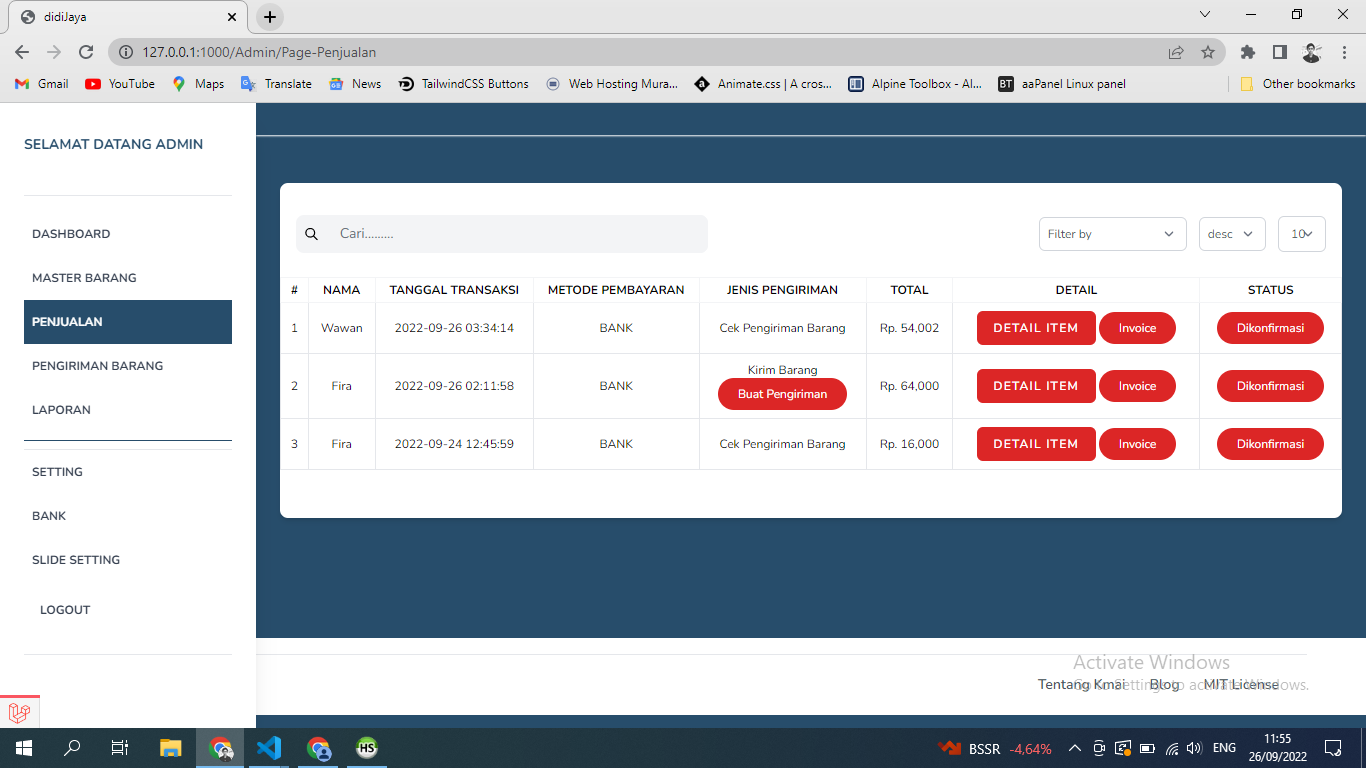 didiJaya
127.0.0.1:1000/Admin/Page-Penjualan
Gmail YouTube Maps Translate News TailwindCSS Buttons Web Hosting Mura... Animate.css | A cros... Alpine Toolbox - Al... BT aaPanel Linux panel Other bookmarks
SELAMAT DATANG ADMIN
DASHBOARD
MASTER BARANG
PENJUALAN
PENGIRIMAN BARANG
LAPORAN
SETTING
BANK
SLIDE SETTING
LOGOUT
Cari......... Filter by desc 10
# NAMA TANGGAL TRANSAKSI METODE PEMBAYARAN JENIS PENGIRIMAN TOTAL DETAIL STATUS
1 Wawan 2022-09-26 03:34:14 BANK Cek Pengiriman Barang Rp. 54,002 DETAIL ITEM Invoice Dikonfirmasi
2 Fira 2022-09-26 02:11:58 BANK Kirim Barang Buat Pengiriman Rp. 64,000 DETAIL ITEM Invoice Dikonfirmasi
3 Fira 2022-09-24 12:45:59 BANK Cek Pengiriman Barang Rp. 16,000 DETAIL ITEM Invoice Dikonfirmasi
Activate Windows
Go to Settings to activate Windows.
Tentang Kmai Blog MIT License
HS BSSR -4,64% ENG 11:55
26/09/2022